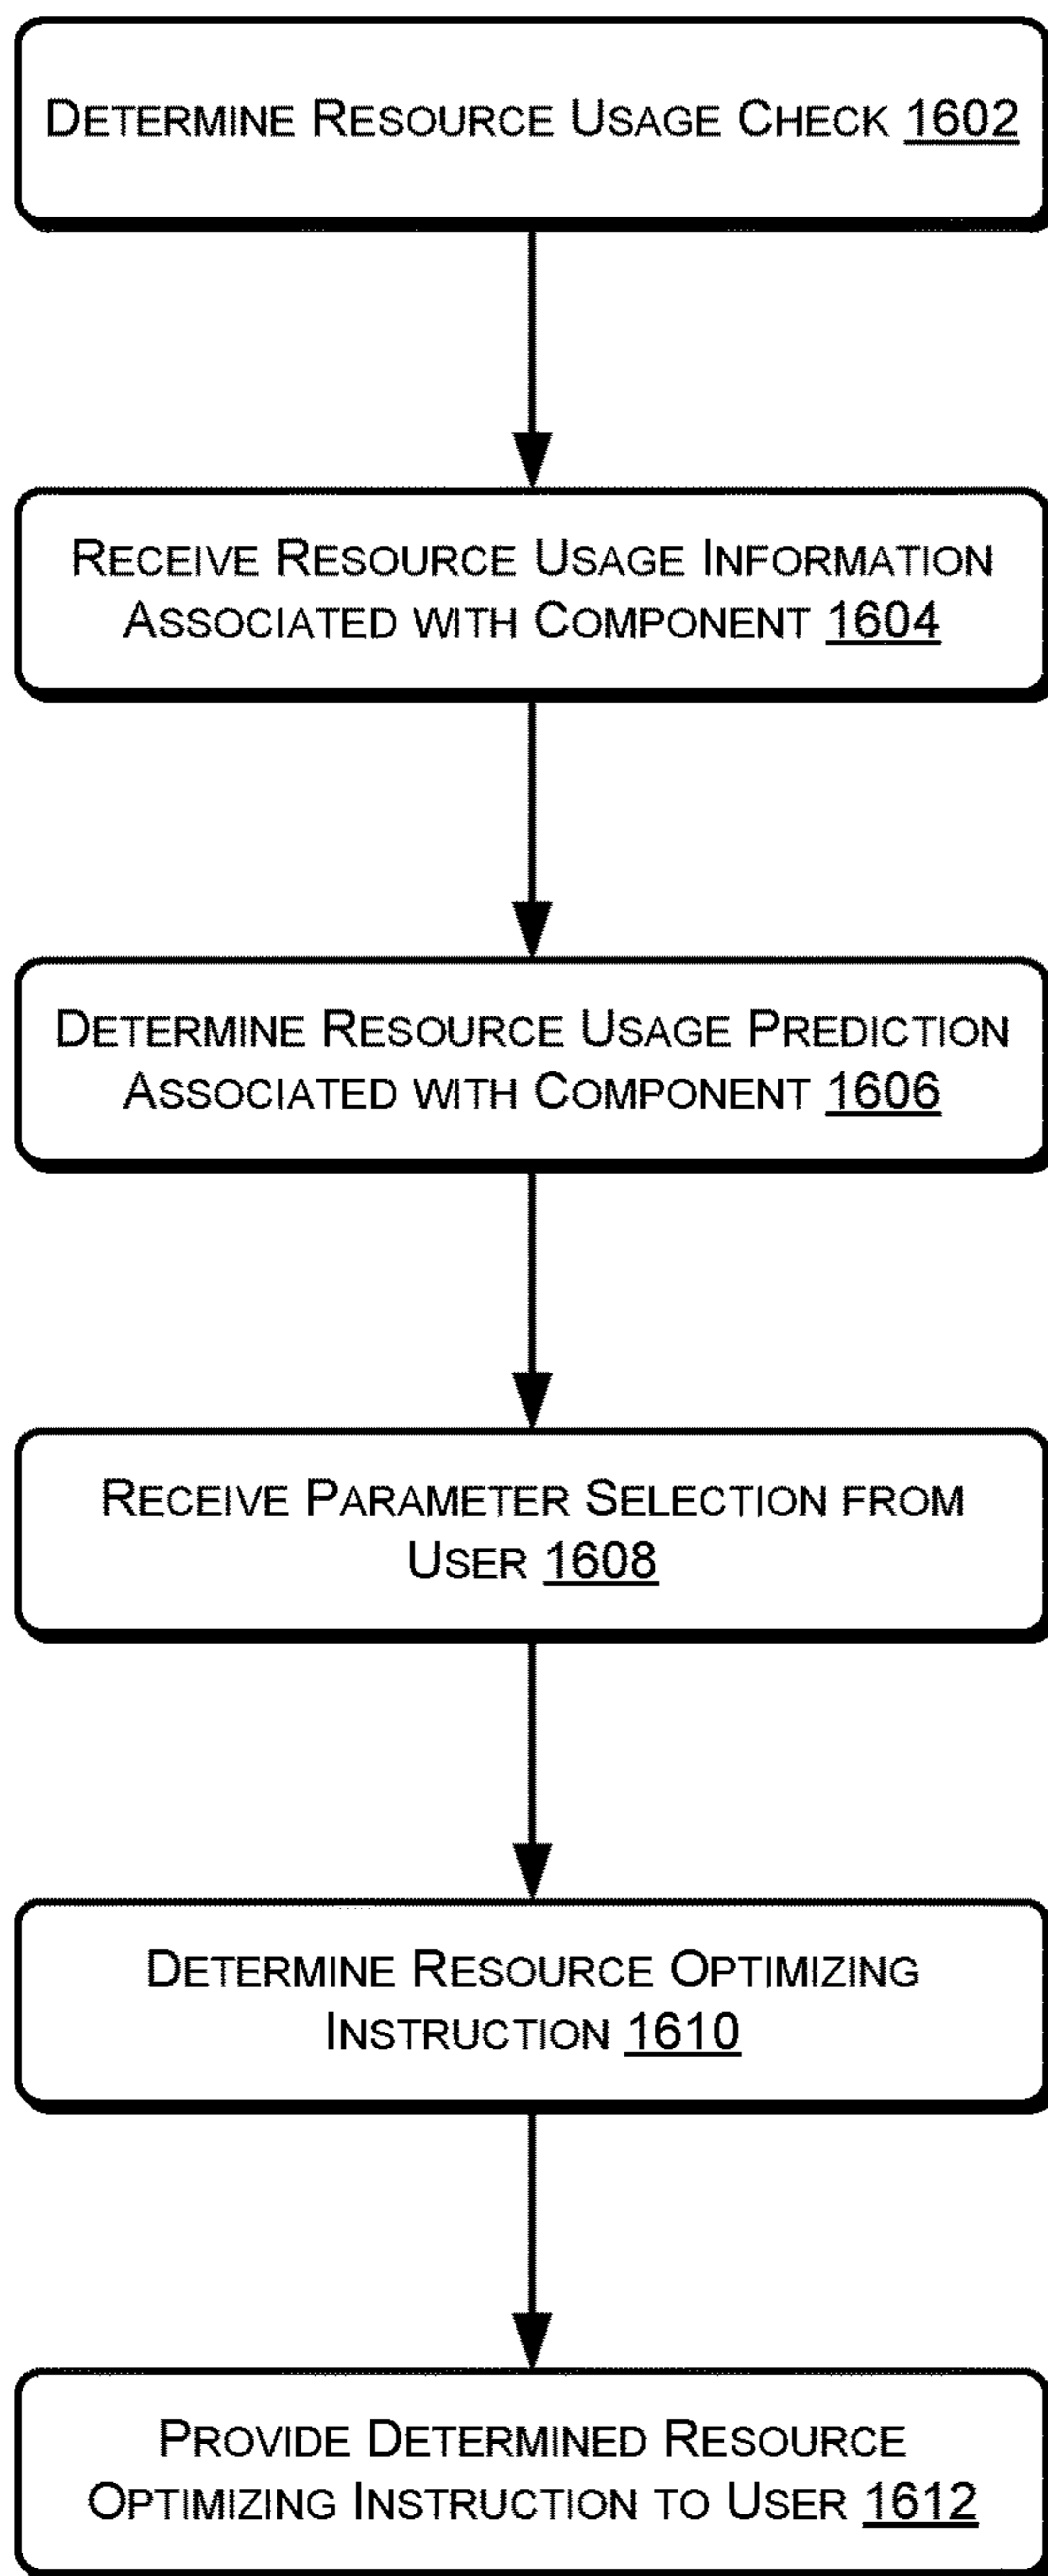 DETERMINE RESOURCE USAGE CHECK 1602
RECEIVE RESOURCE USAGE INFORMATION
ASSOCIATED WITH COMPONENT 1604
DETERMINE RESOURCE USAGE PREDICTION
ASSOCIATED WITH COMPONENT 1606
RECEIVE PARAMETER SELECTION FROM
USER 1608
DETERMINE RESOURCE OPTIMIZING
INSTRUCTION 1610
PROVIDE DETERMINED RESOURCE
OPTIMIZING INSTRUCTION TO USER 1612